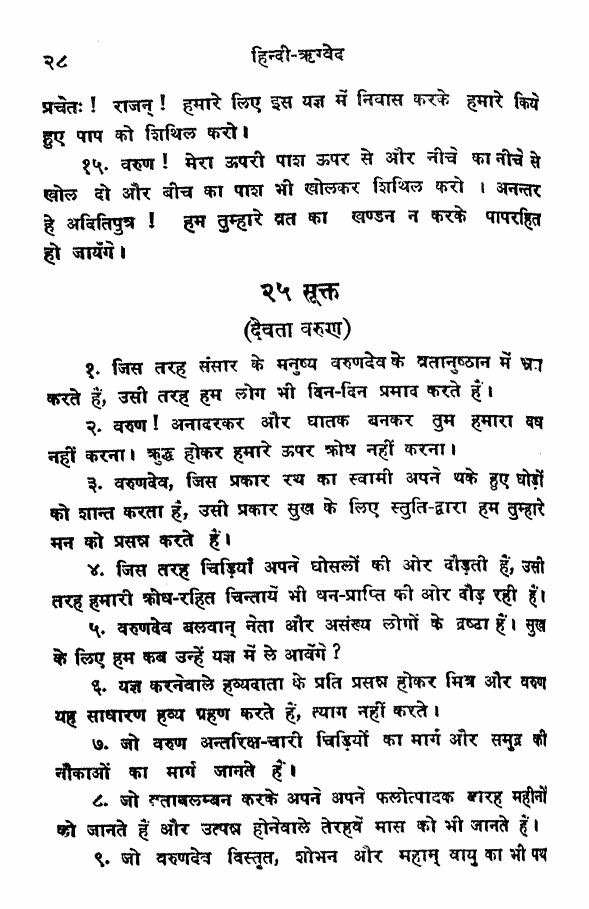 २८ हिन्दी-ऋग्वेद
प्रचेतः! राजन्! हमारे लिए इस यज्ञ में निवास करके हमारे किये
हुए पाप को शिथिल करो।
१५. वरुण! मेरा ऊपरी पाश ऊपर से और नीचे का नीचे से
खोल दो और बीच का पाश भी खोलकर शिथिल करो । अनन्तर
हे अदितिपुत्र! हम तुम्हारे व्रत का खण्डन न करके पापरहित
हो जायँगे।
२५ सूक्त
(देवता वरुण)
१. जिस तरह संसार के मनुष्य वरुणदेव के व्रतानुष्ठान में
करते हैं, उसी तरह हम लोग भी दिन-दिन प्रमाद करते हैं।
२. वरुण! अनादरकर और घातक बनकर तुम हमारा वध
नहीं करना। क्रुद्ध होकर हमारे ऊपर क्रोध नहीं करना।
३. वरुणदेव, जिस प्रकार रथ का स्वामी अपने थके हुए घोड़ों
को शान्त करता है, उसी प्रकार सुख के लिए स्तुति-द्वारा हम तुम्हारे
मन को प्रसन्न करते हैं।
४. जिस तरह चिड़ियाँ अपने घोसलों की ओर दौड़ती हैं, उसी
तरह हमारी क्रोध-रहित चिन्तायें भी धन-प्राप्ति की ओर दौड़ रही हैं।
५. वरुणदेव बलवान् नेता और असंख्य लोगों के द्रष्टा हैं। सुख
के लिए हम कब उन्हें यज्ञ में ले आवेंगे?
६. यज्ञ करनेवाले हव्यदाता के प्रति प्रसन्न होकर मित्र और वरुण
यह साधारण हव्य ग्रहण करते हैं, त्याग नहीं करते।
७. जो वरुण अन्तरिक्ष-चारी चिड़ियों का मार्ग और समुद्र की
नौकाओं का मार्ग जानते हैं।
८. जो करके अपने अपने फलोत्पादक बारह महीनों
को जानते हैं और उत्पन्न होनेवाले तेरहवें मास को भी जानते हैं।
९. जो वरुणदेव विस्तृत, शोभन और महाम् वायु का भी पथ